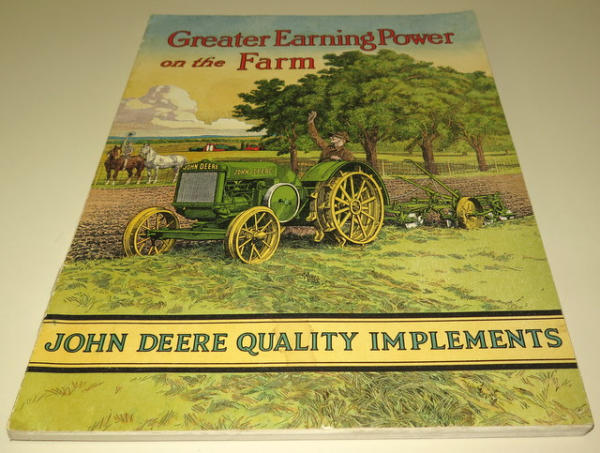 Greater Earning Power
on the Farm
JOHN DEERE
JOHN DEERE
JOHN DEERE QUALITY IMPLEMENTS